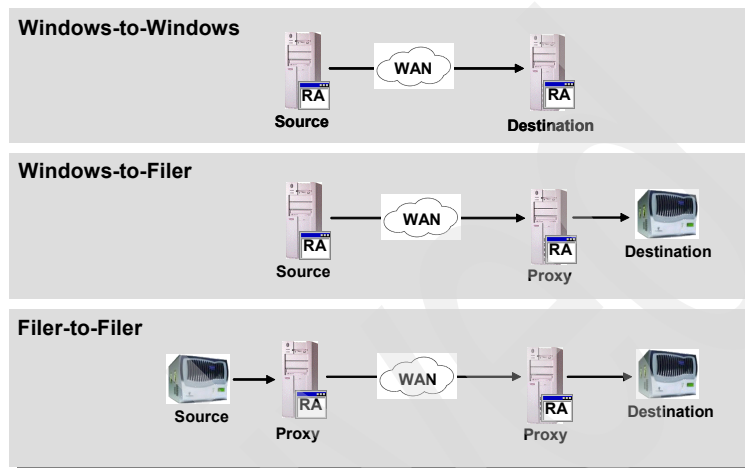 Windows-to-Windows
WAN
RA
RA
Source
Destination
Windows-to-Filer
WAN
RA
RA
Source
Proxy
Destination
Filer-to-Filer
WAN
RA
RA
Source
Proxy
Proxy
Destination